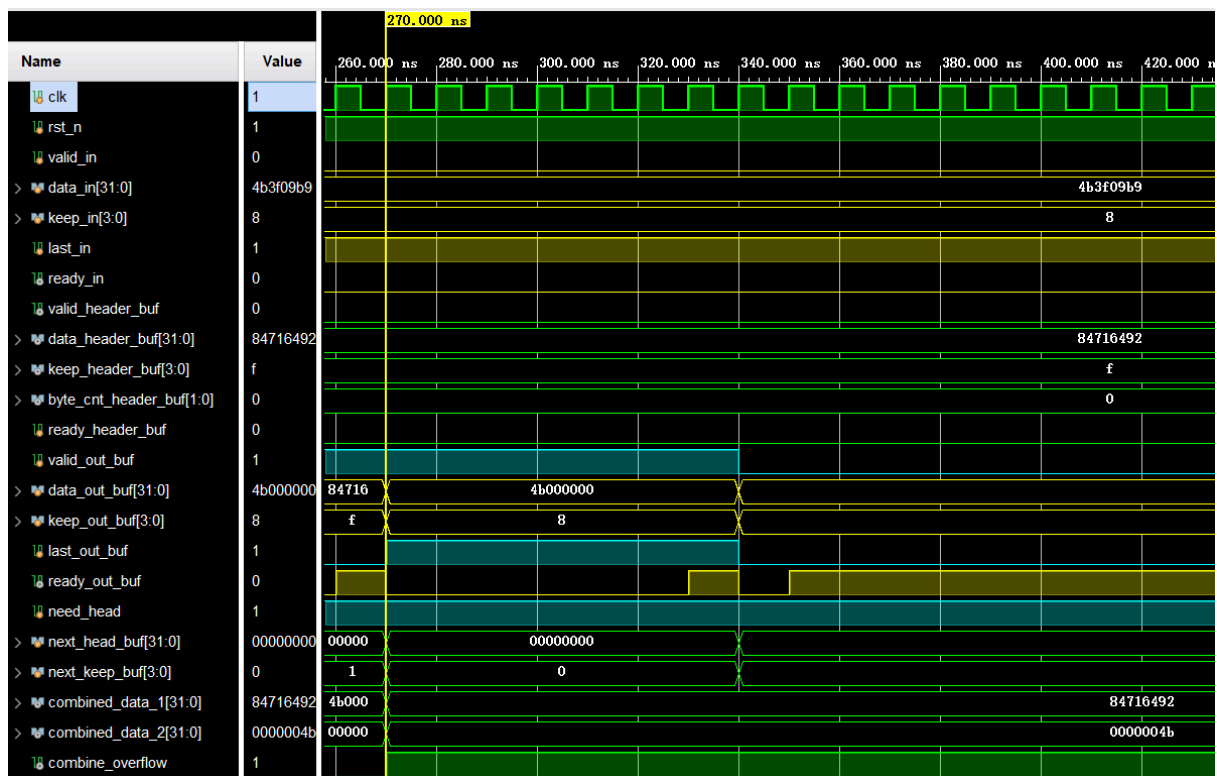 270.000 ns
Name Value 260.000 ns 280.000 ns 300.000 ns 320.000 ns 340.000 ns 360.000 ns 380.000 ns 400.000 ns 420.000 n
clk 1
rst_n 1
valid_in 0
data_in[31:0] 4b3f09b9 4b3f09b9
keep_in[3:0] 8 8
last_in 1
ready_in 0
valid_header_buf 0
data_header_buf[31:0] 84716492 84716492
keep_header_buf[3:0] f f
byte_cnt_header_buf[1:0] 0 0
ready_header_buf 0
valid_out_buf 1
data_out_buf[31:0] 4b000000 84716 4b000000
keep_out_buf[3:0] 8 f 8
last_out_buf 1
ready_out_buf 0
need_head 1
next_head_buf[31:0] 00000000 00000 00000000
next_keep_buf[3:0] 0 1 0
combined_data_1[31:0] 84716492 4b000 84716492
combined_data_2[31:0] 0000004b 00000 0000004b
combine_overflow 1